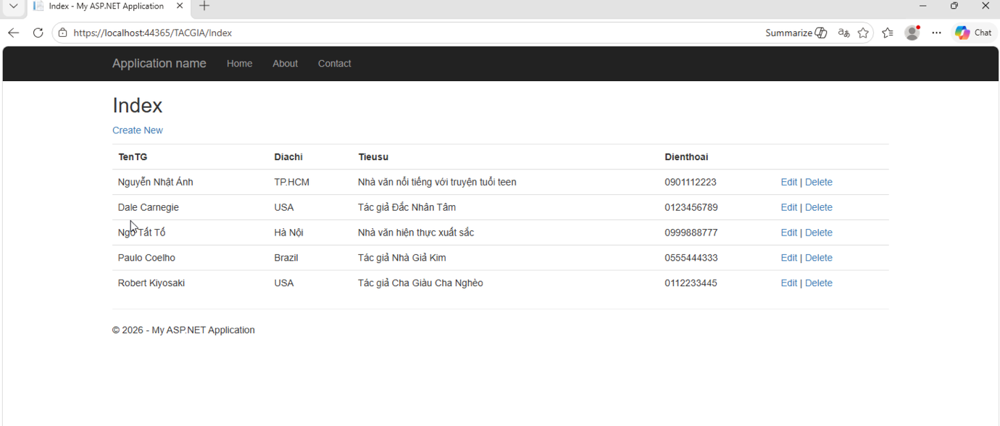 Index - My ASP.NET Application
https://localhost:44365/TACGIA/Index Summarize Chat
Application name Home About Contact
Index
Create New
TenTG Diachi Tieusu Dienthoai
Nguyễn Nhật Ánh TP.HCM Nhà văn nổi tiếng với truyện tuổi teen 0901112223 Edit | Delete
Dale Carnegie USA Tác giả Đắc Nhân Tâm 0123456789 Edit | Delete
Ngô Tất Tố Hà Nội Nhà văn hiện thực xuất sắc 0999888777 Edit | Delete
Paulo Coelho Brazil Tác giả Nhà Giả Kim 0555444333 Edit | Delete
Robert Kiyosaki USA Tác giả Cha Giàu Cha Nghèo 0112233445 Edit | Delete
© 2026 - My ASP.NET Application